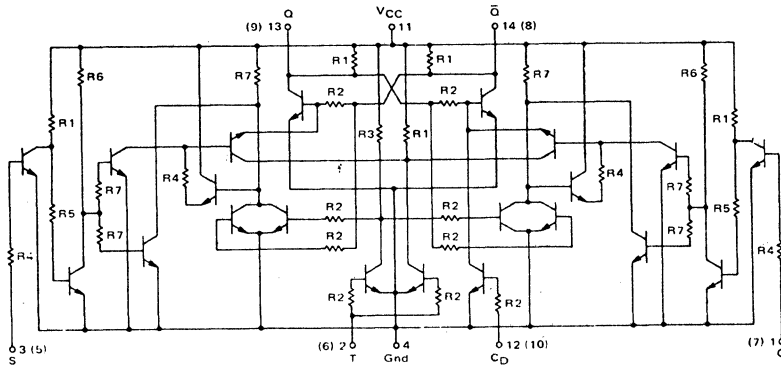 Q VCC Q̄
(9) 13 11 14 (8)
R1 R1
R6 R7 R7 R6
R2 R2
R1 R3 R1 R1
R4 R4
R7 R7
R5 R2 R2 R5
R7 R7
R2 R2
R4 R4
R2 R2 R2
3 (5) (6) 2 4 12 (10) (7) 1
S T Gnd CD